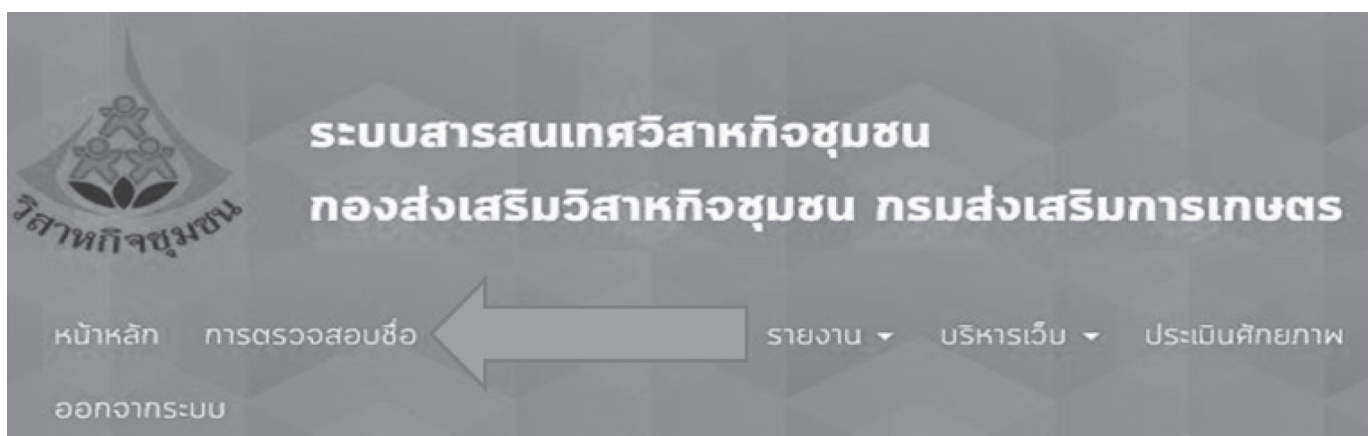 ระบบสารสนเทศวิสาหกิจชุมชน
กองส่งเสริมวิสาหกิจชุมชน กรมส่งเสริมการเกษตร
วิสาหกิจชุมชน
หน้าหลัก การตรวจสอบชื่อ รายงาน บริหารเว็บ ประเมินศักยภาพ
ออกจากระบบ